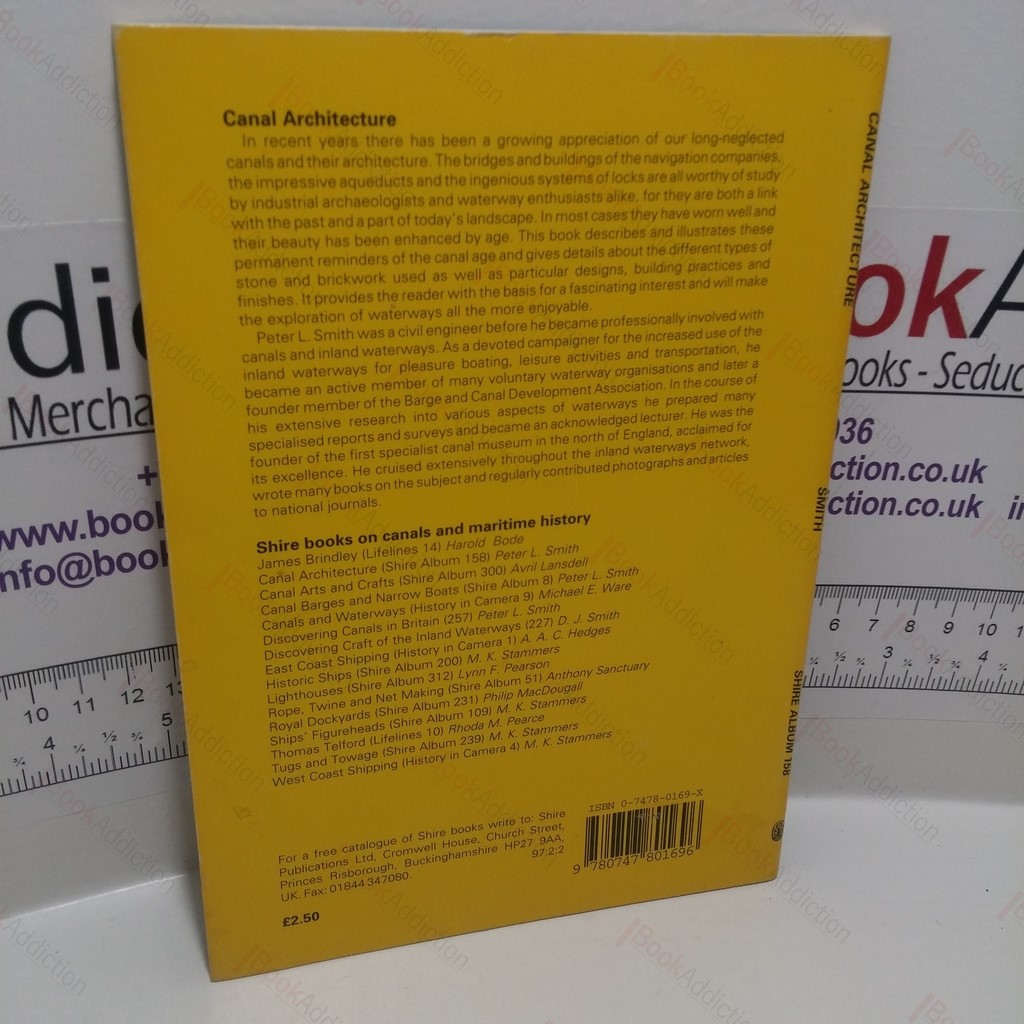 Canal Architecture
In recent years there has been a growing appreciation of our long-neglected
canals and their architecture. The bridges and buildings of the navigation companies,
the impressive aqueducts and the ingenious systems of locks are all worthy of study
by industrial archaeologists and waterway enthusiasts alike, for they are both a link
with the past and a part of today's landscape. In most cases they have worn well and
their beauty has been enhanced by age. This book describes and illustrates these
permanent reminders of the canal age and gives details about the different types of
stone and brickwork used as well as particular designs, building practices and
finishes. It provides the reader with the basis for a fascinating interest and will make
the exploration of waterways all the more enjoyable.
Peter L. Smith was a civil engineer before he became professionally involved with
canals and inland waterways. As a devoted campaigner for the increased use of the
inland waterways for pleasure boating, leisure activities and transportation, he
became an active member of many voluntary waterway organisations and later a
founder member of the Barge and Canal Development Association. In the course of
his extensive research into various aspects of waterways he prepared many
specialised reports and surveys and became an acknowledged lecturer. He was the
founder of the first specialist canal museum in the north of England, acclaimed for
its excellence. He cruised extensively throughout the inland waterways network,
wrote many books on the subject and regularly contributed photographs and articles
to national journals.
Shire books on canals and maritime history
James Brindley (Lifelines 14) Harold Bode
Canal Architecture (Shire Album 158) Peter L. Smith
Canal Arts and Crafts (Shire Album 300) Avril Lansdell
Canal Barges and Narrow Boats (Shire Album 8) Peter L. Smith
Canals and Waterways (History in Camera 9) Michael E. Ware
Discovering Canals in Britain (257) Peter L. Smith
Discovering Craft of the Inland Waterways (227) D. J. Smith
East Coast Shipping (History in Camera 1) A. A. C. Hedges
Historic Ships (Shire Album 200) M. K. Stammers
Lighthouses (Shire Album 312) Lynn F. Pearson
Rope, Twine and Net Making (Shire Album 51) Anthony Sanctuary
Royal Dockyards (Shire Album 231) Philip MacDougall
Ships' Figureheads (Shire Album 109) M. K. Stammers
Thomas Telford (Lifelines 10) Rhoda M. Pearce
Tugs and Towage (Shire Album 239) M. K. Stammers
West Coast Shipping (History in Camera 4) M. K. Stammers
For a free catalogue of Shire books write to: Shire
Publications Ltd, Cromwell House, Church Street,
Princes Risborough, Buckinghamshire HP27 9AA,
UK. Fax: 01844 347080. 97:2:2
£2.50
ISBN 0-7478-0169-X
9 780747 801696
CANAL ARCHITECTURE
SMITH
SHIRE ALBUM 158
dic
Mercha
+
www.book
info@book
10 11 12 13
4 5
okA
ooks - Seduc
036
ction.co.uk
ction.co.uk in
6 7 8 9 10 1
3 4
BookAddiction